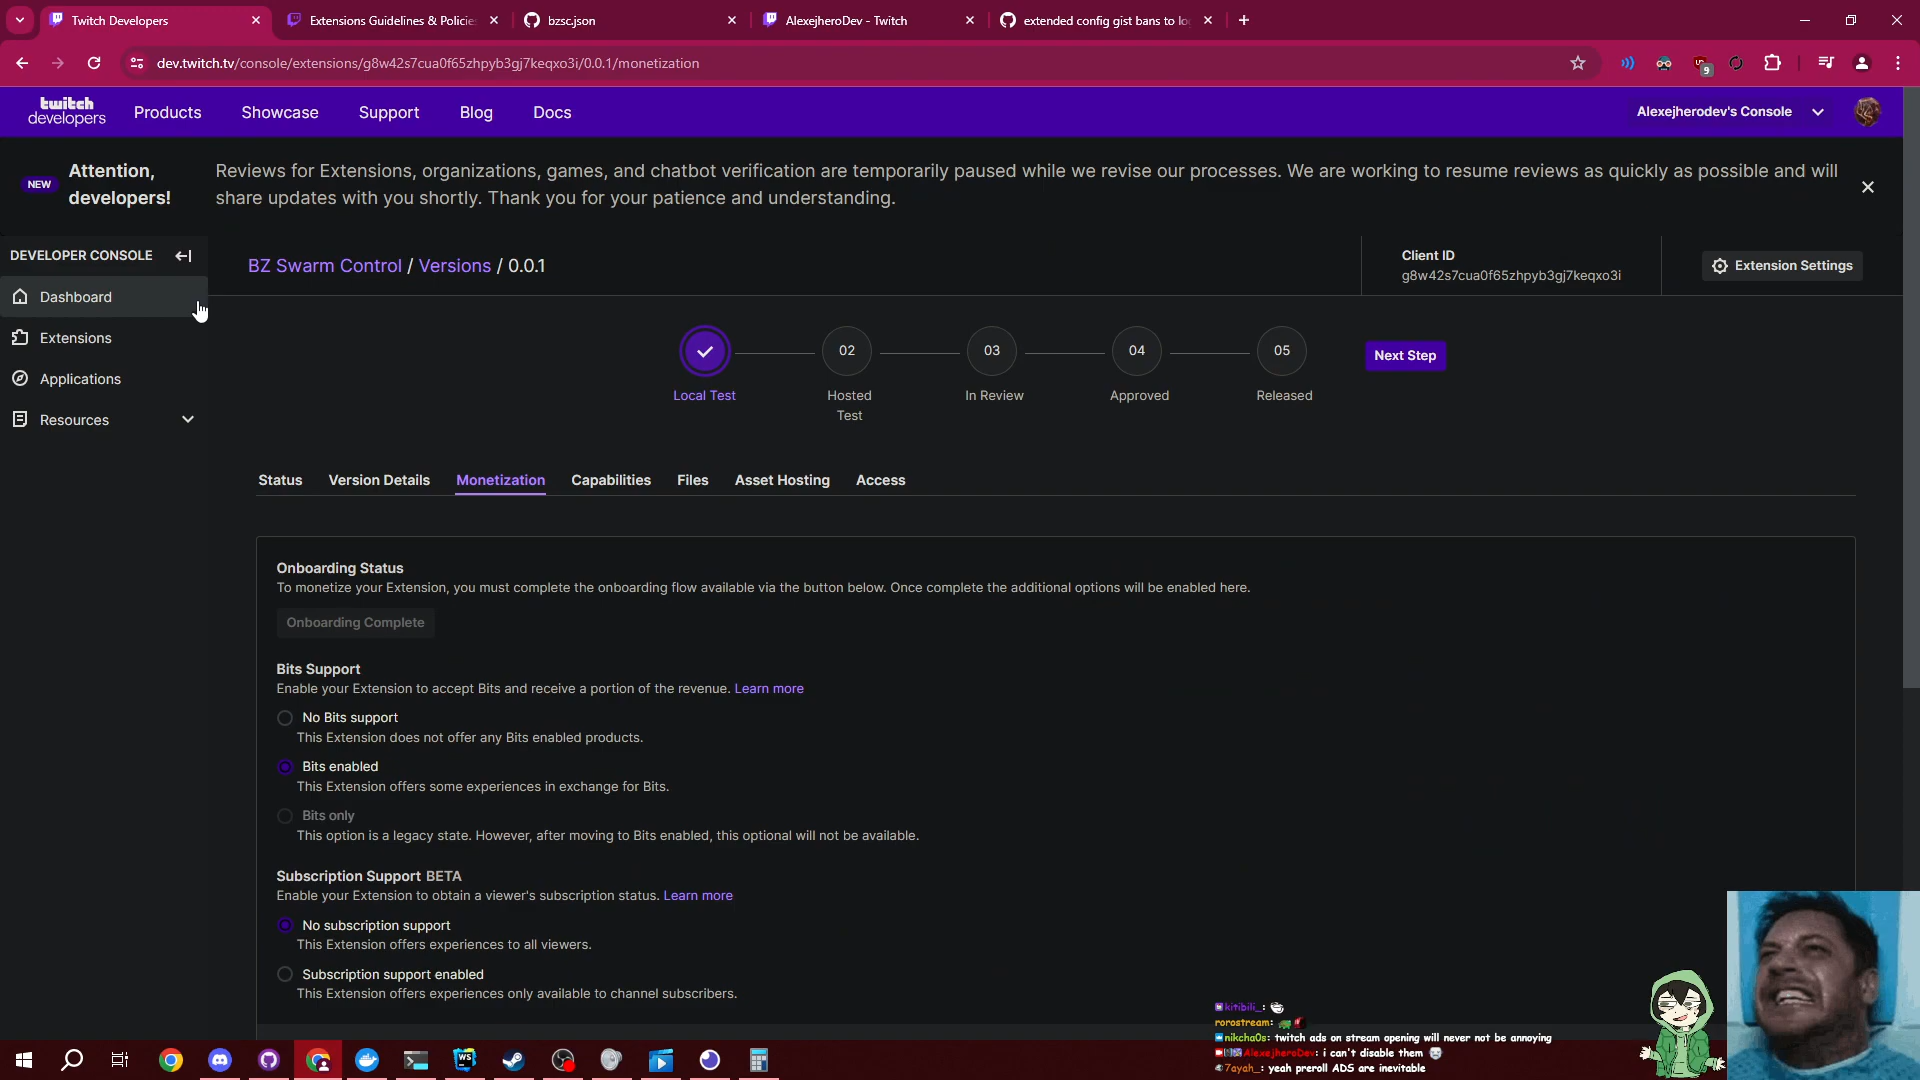 Twitch Developers
Extensions Guidelines & Policie
bzsc.json
AlexejheroDev - Twitch
extended config gist bans to lo
dev.twitch.tv/console/extensions/g8w42s7cua0f65zhpyb3gj7keqxo3i/0.0.1/monetization
9
twitch
developers
Products
Showcase
Support
Blog
Docs
Alexejherodev's Console
NEW
Attention,
developers!
Reviews for Extensions, organizations, games, and chatbot verification are temporarily paused while we revise our processes. We are working to resume reviews as quickly as possible and will
share updates with you shortly. Thank you for your patience and understanding.
DEVELOPER CONSOLE
Dashboard
Extensions
Applications
Resources
BZ Swarm Control / Versions / 0.0.1
Client ID
g8w42s7cua0f65zhpyb3gj7keqxo3i
Extension Settings
02
03
04
05
Local Test
Hosted
Test
In Review
Approved
Released
Next Step
Status
Version Details
Monetization
Capabilities
Files
Asset Hosting
Access
Onboarding Status
To monetize your Extension, you must complete the onboarding flow available via the button below. Once complete the additional options will be enabled here.
Onboarding Complete
Bits Support
Enable your Extension to accept Bits and receive a portion of the revenue. Learn more
No Bits support
This Extension does not offer any Bits enabled products.
Bits enabled
This Extension offers some experiences in exchange for Bits.
Bits only
This option is a legacy state. However, after moving to Bits enabled, this optional will not be available.
Subscription Support BETA
Enable your Extension to obtain a viewer's subscription status. Learn more
No subscription support
This Extension offers experiences to all viewers.
Subscription support enabled
This Extension offers experiences only available to channel subscribers.
kitibili_:
rorostream:
nikcha0s: twitch ads on stream opening will never not be annoying
AlexejheroDev: i can't disable them
7ayah_: yeah preroll ADS are inevitable
WS